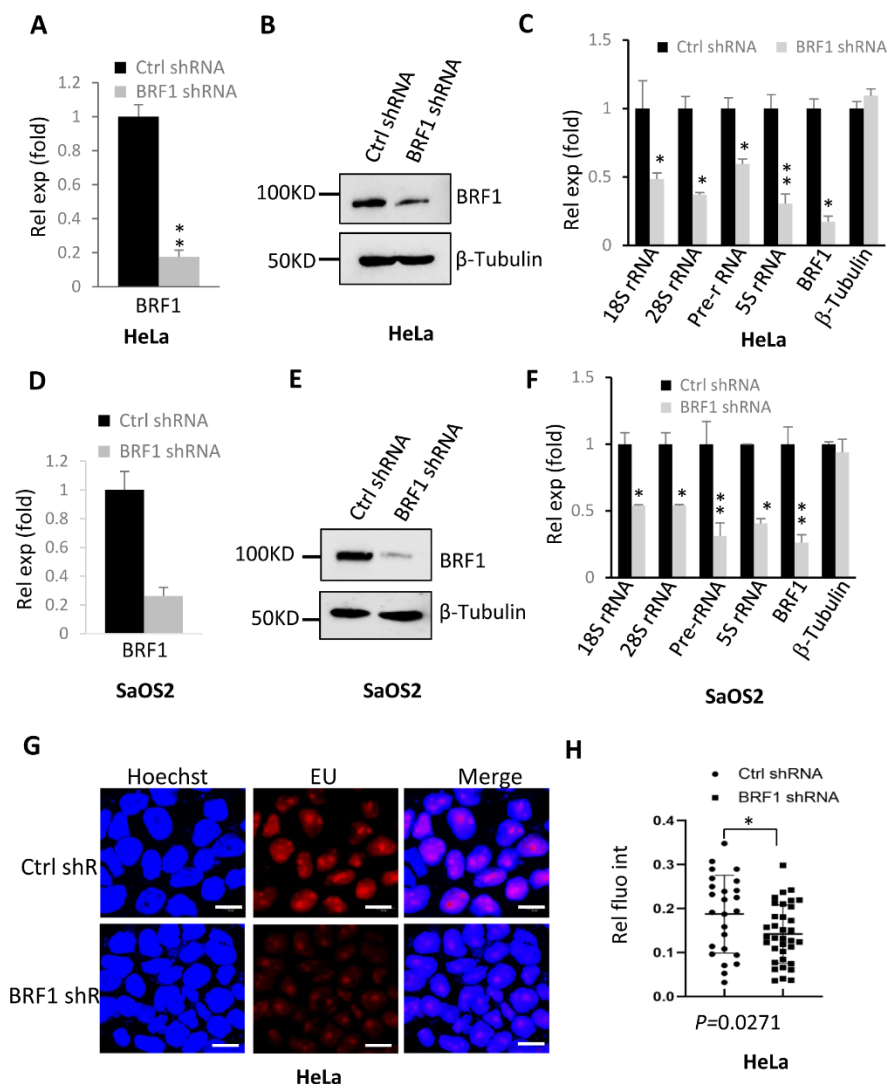 A
Ctrl shRNA
BRF1 shRNA
Rel exp (fold)
1.2
1
0.8
0.6
0.4
0.2
0
**
BRF1
HeLa
B
Ctrl shRNA
BRF1 shRNA
100KD
BRF1
50KD
β-Tubulin
HeLa
C
Ctrl shRNA
BRF1 shRNA
Rel exp (fold)
1.5
1
0.5
0
*
*
*
**
*
18S rRNA
28S rRNA
Pre-r RNA
5S rRNA
BRF1
β-Tubulin
HeLa
D
Ctrl shRNA
BRF1 shRNA
Rel exp (fold)
1.2
1
0.8
0.6
0.4
0.2
0
BRF1
SaOS2
E
Ctrl shRNA
BRF1 shRNA
100KD
BRF1
50KD
β-Tubulin
SaOS2
F
Ctrl shRNA
BRF1 shRNA
Rel exp (fold)
1.5
1
0.5
0
*
*
**
*
**
18S rRNA
28S rRNA
Pre-rRNA
5S rRNA
BRF1
β-Tubulin
SaOS2
G
Hoechst
EU
Merge
Ctrl shR
BRF1 shR
HeLa
H
Ctrl shRNA
BRF1 shRNA
*
Rel fluo int
0.4
0.3
0.2
0.1
0.0
P=0.0271
HeLa